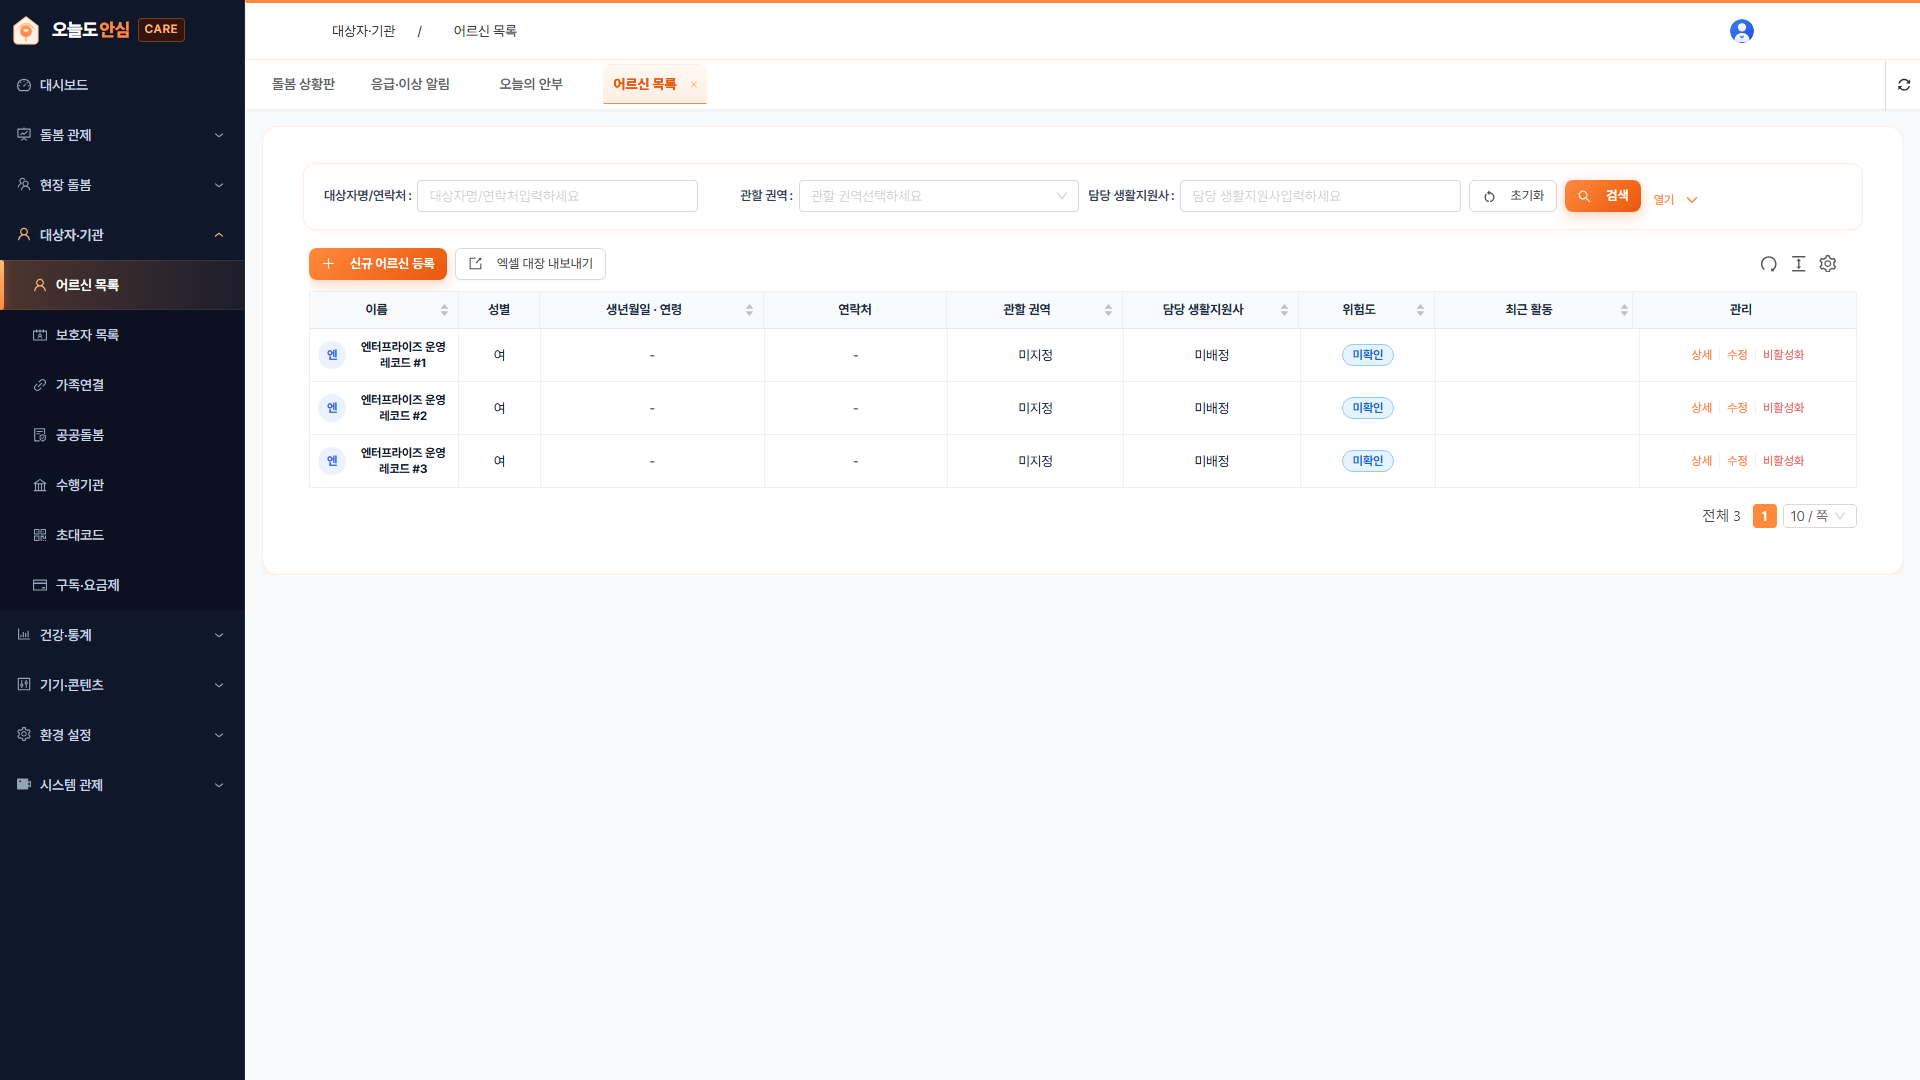 오늘도안심 CARE
대상자·기관 / 어르신 목록
돌봄 상황판 응급·이상 알림 오늘의 안부 어르신 목록 ×
대시보드
돌봄 관제
현장 돌봄
대상자·기관
어르신 목록
보호자 목록
가족연결
공공돌봄
수행기관
초대코드
구독·요금제
건강·통계
기기·콘텐츠
환경 설정
시스템 관제
대상자명/연락처 : 대상자명/연락처입력하세요 관할 권역 : 관할 권역선택하세요 담당 생활지원사 : 담당 생활지원사입력하세요 초기화 검색 열기
신규 어르신 등록 엑셀 대장 내보내기
이름 성별 생년월일 · 연령 연락처 관할 권역 담당 생활지원사 위험도 최근 활동 관리
엔 엔터프라이즈 운영 레코드 #1 여 - - 미지정 미배정 미확인 상세 수정 비활성화
엔 엔터프라이즈 운영 레코드 #2 여 - - 미지정 미배정 미확인 상세 수정 비활성화
엔 엔터프라이즈 운영 레코드 #3 여 - - 미지정 미배정 미확인 상세 수정 비활성화
전체 3 1 10 / 쪽